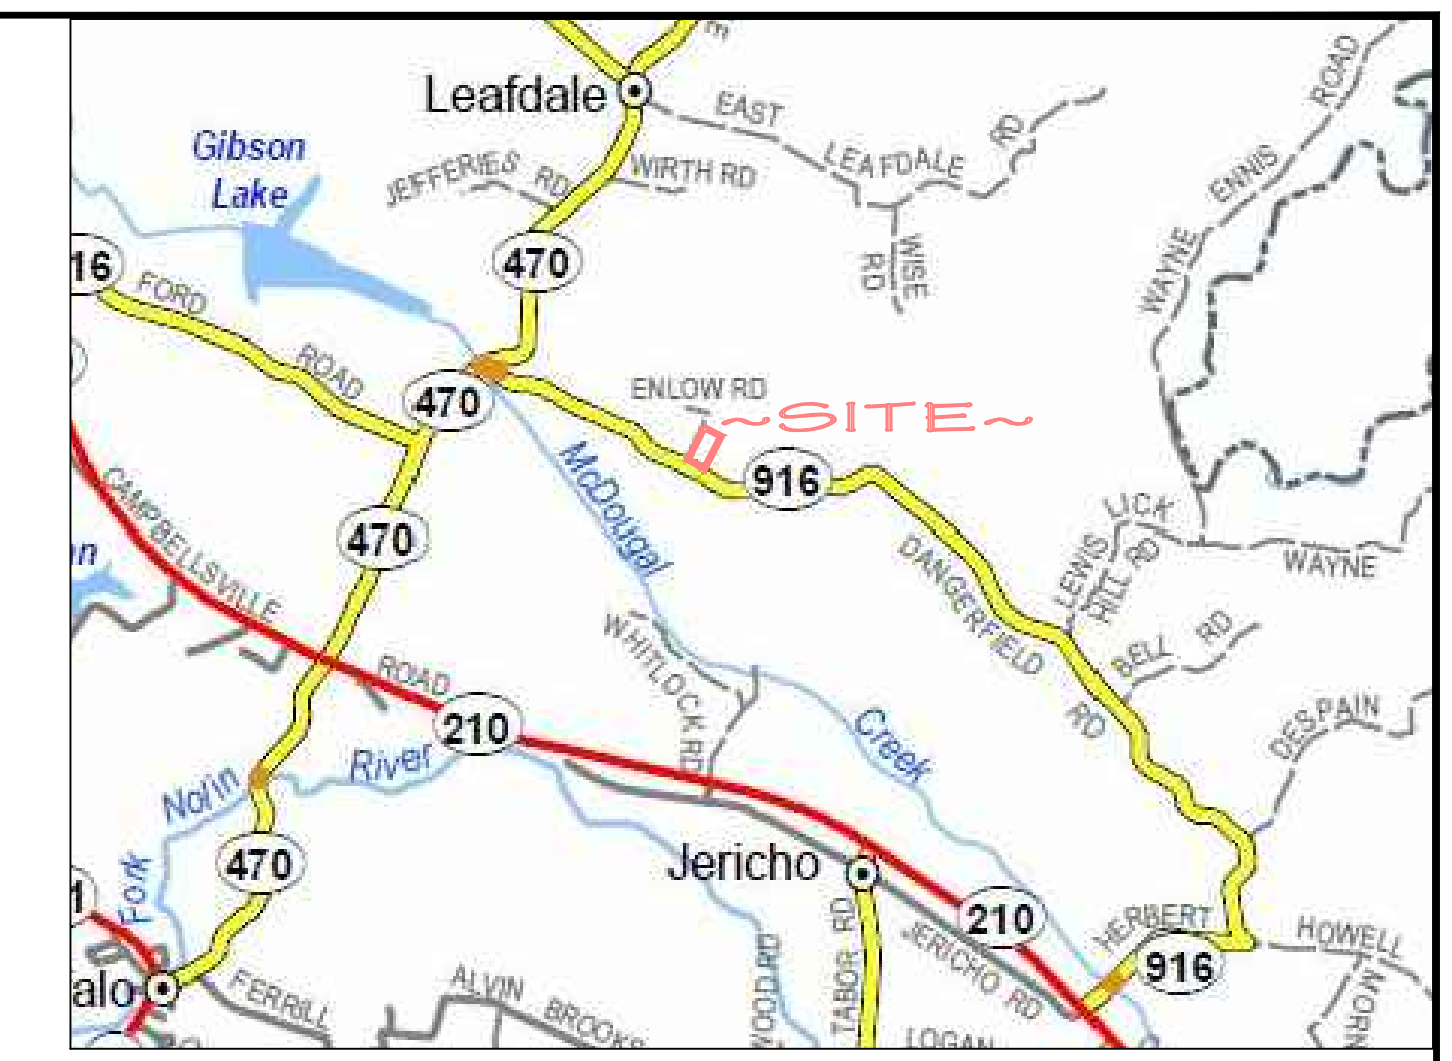 Leafdale
EAST
LEAFDALE
RD
ENNIS
ROAD
WAYNE
Gibson
Lake
JEFFERIES RD
WIRTH RD
WISE
RD
470
16
FORD
ROAD
470
ENLOW RD
~SITE~
916
McDougal
Creek
470
CAMPBELLSVILLE
ROAD
LEWIS
LICK
HILL RD
WAYNE
DANGERFIELD
RD
BELL RD
DESPAIN
WHITLOCK RD
210
Nolin
River
Fork
470
Jericho
210
HERBERT
HOWELL
916
JERICHO RD
TABOR RD
WOOD RD
1
alo
FERRILL
ALVIN
BROOKS
LOGAN
MORN